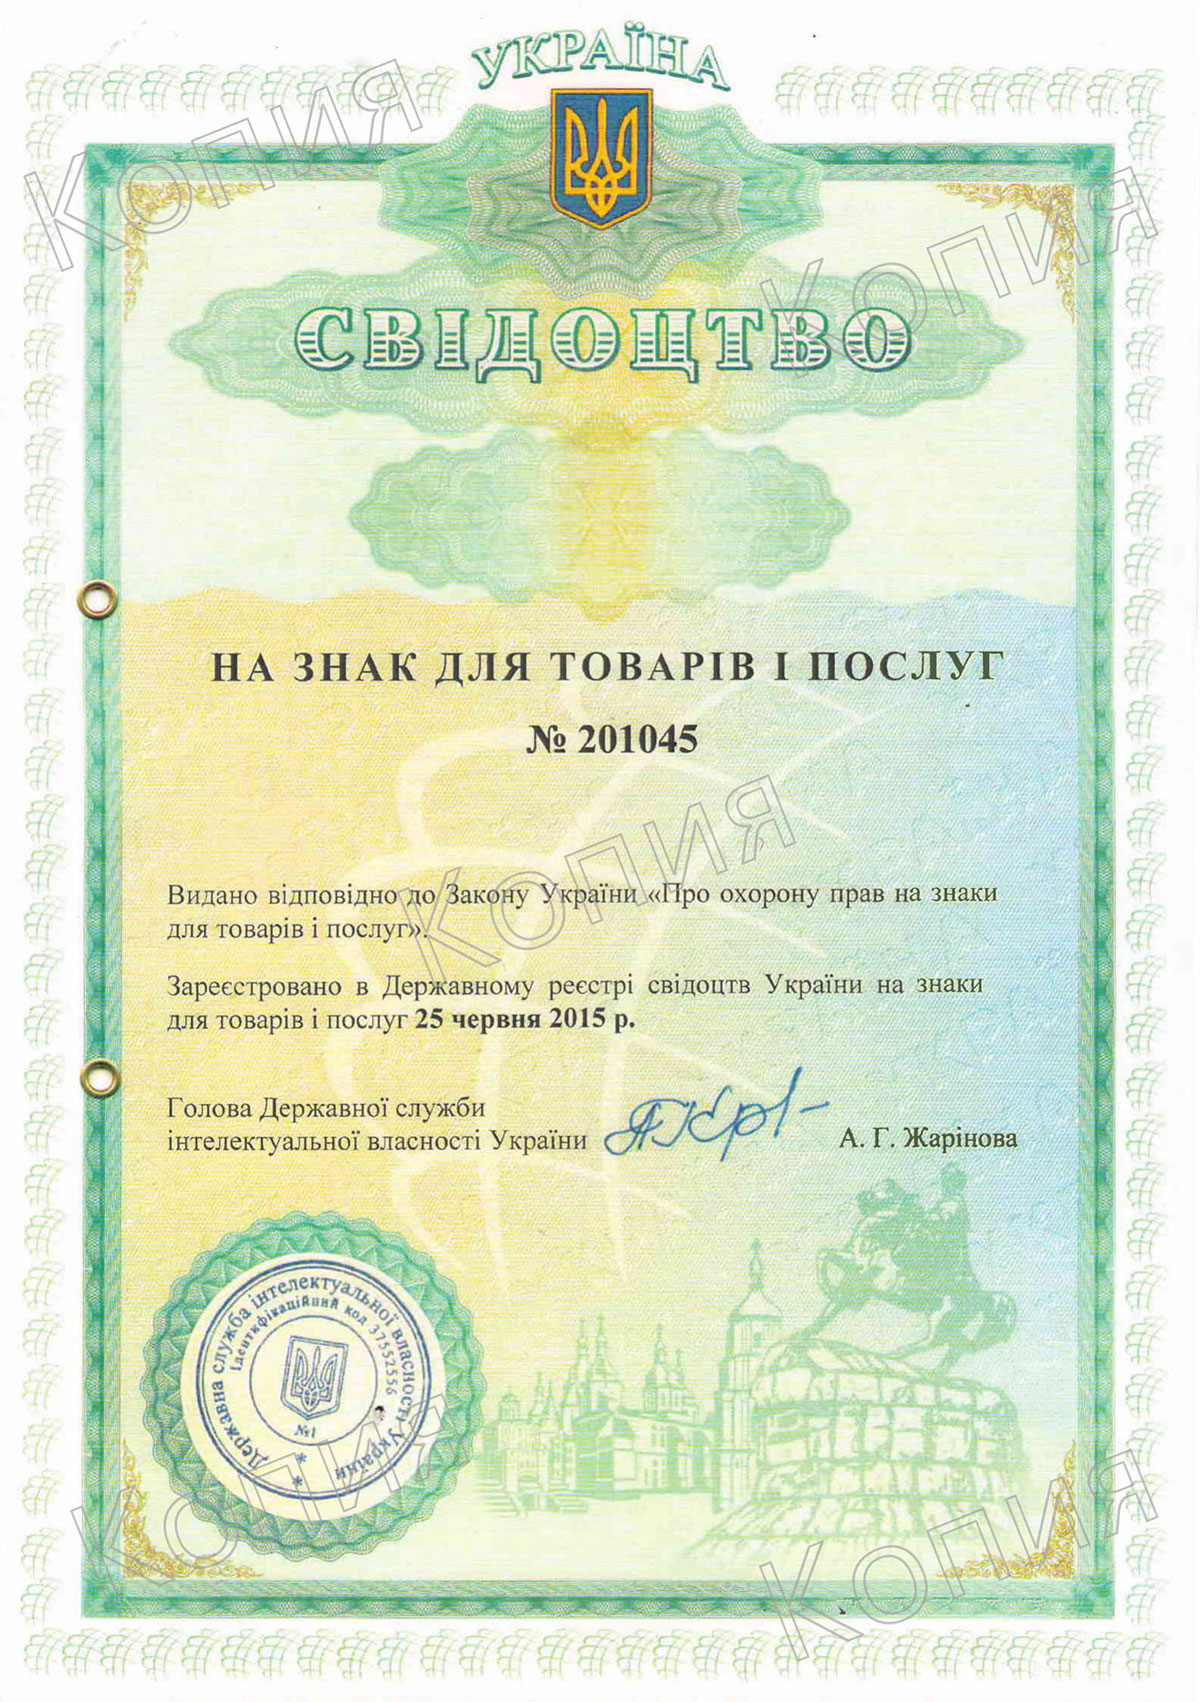 УКРАЇНА
СВІДОЦТВО
НА ЗНАК ДЛЯ ТОВАРІВ І ПОСЛУГ
№ 201045
Видано відповідно до Закону України «Про охорону прав на знаки
для товарів і послуг».
Зареєстровано в Державному реєстрі свідоцтв України на знаки
для товарів і послуг 25 червня 2015 р.
Голова Державної служби
інтелектуальної власності України
А. Г. Жарінова
Державна служба інтелектуальної власності України
Ідентифікаційний код 37552556
№1
КОПИЯ
КОПИЯ
КОПИЯ
КОПИЯ
КОПИЯ